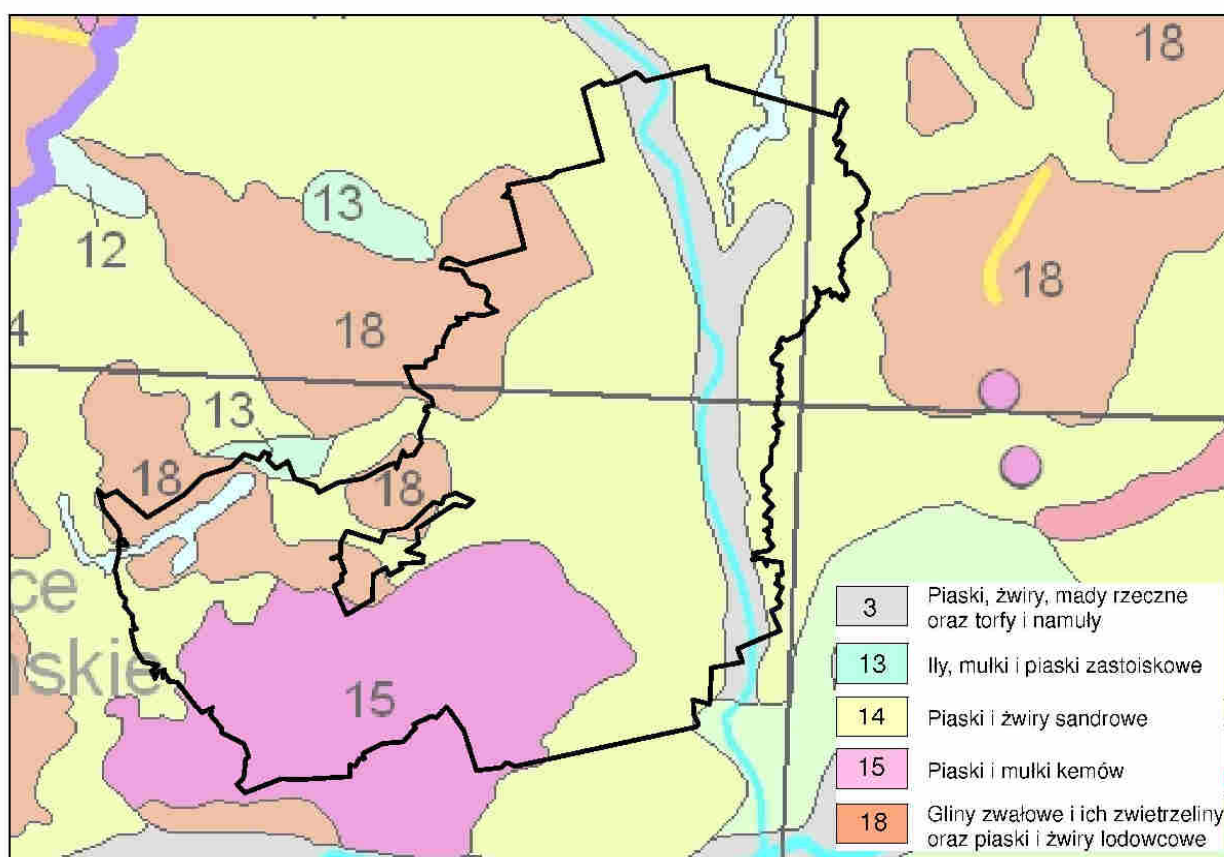 18
13
12
18
18
4
13
18
18
ce
skie
15
3 Piaski, żwiry, mady rzeczne
oraz torfy i namuły
13 Iły, mułki i piaski zastoiskowe
14 Piaski i żwiry sandrowe
15 Piaski i mułki kemów
18 Gliny zwałowe i ich zwietrzeliny
oraz piaski i żwiry lodowcowe